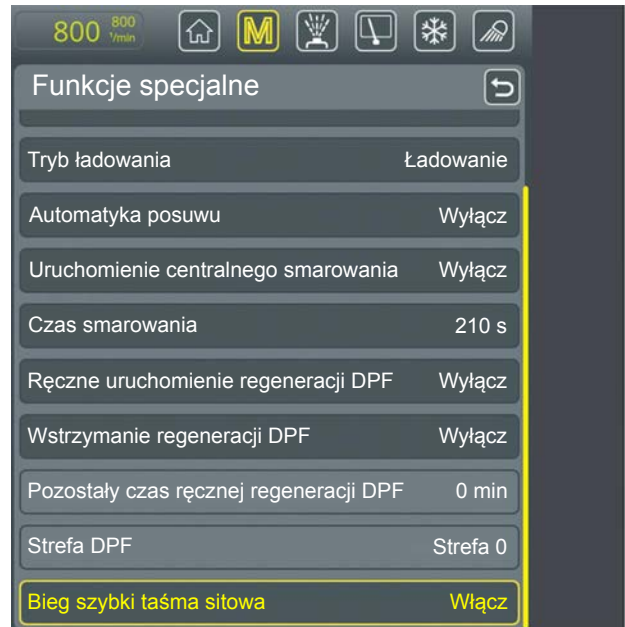 800 800 1/min M
Funkcje specjalne
Tryb ładowania Ładowanie
Automatyka posuwu Wyłącz
Uruchomienie centralnego smarowania Wyłącz
Czas smarowania 210 s
Ręczne uruchomienie regeneracji DPF Wyłącz
Wstrzymanie regeneracji DPF Wyłącz
Pozostały czas ręcznej regeneracji DPF 0 min
Strefa DPF Strefa 0
Bieg szybki taśma sitowa Włącz